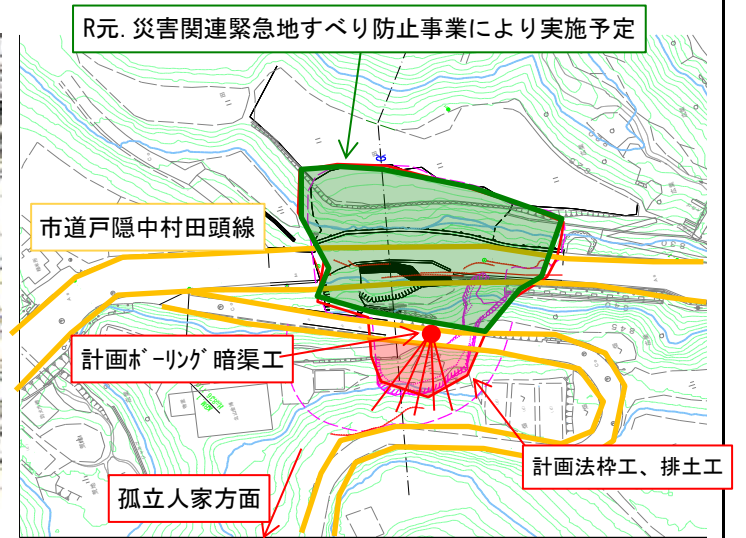 R元. 災害関連緊急地すべり防止事業により実施予定
市道戸隠中村田頭線
計画ﾎﾞｰﾘﾝｸﾞ暗渠工
計画法枠工、排土工
孤立人家方面